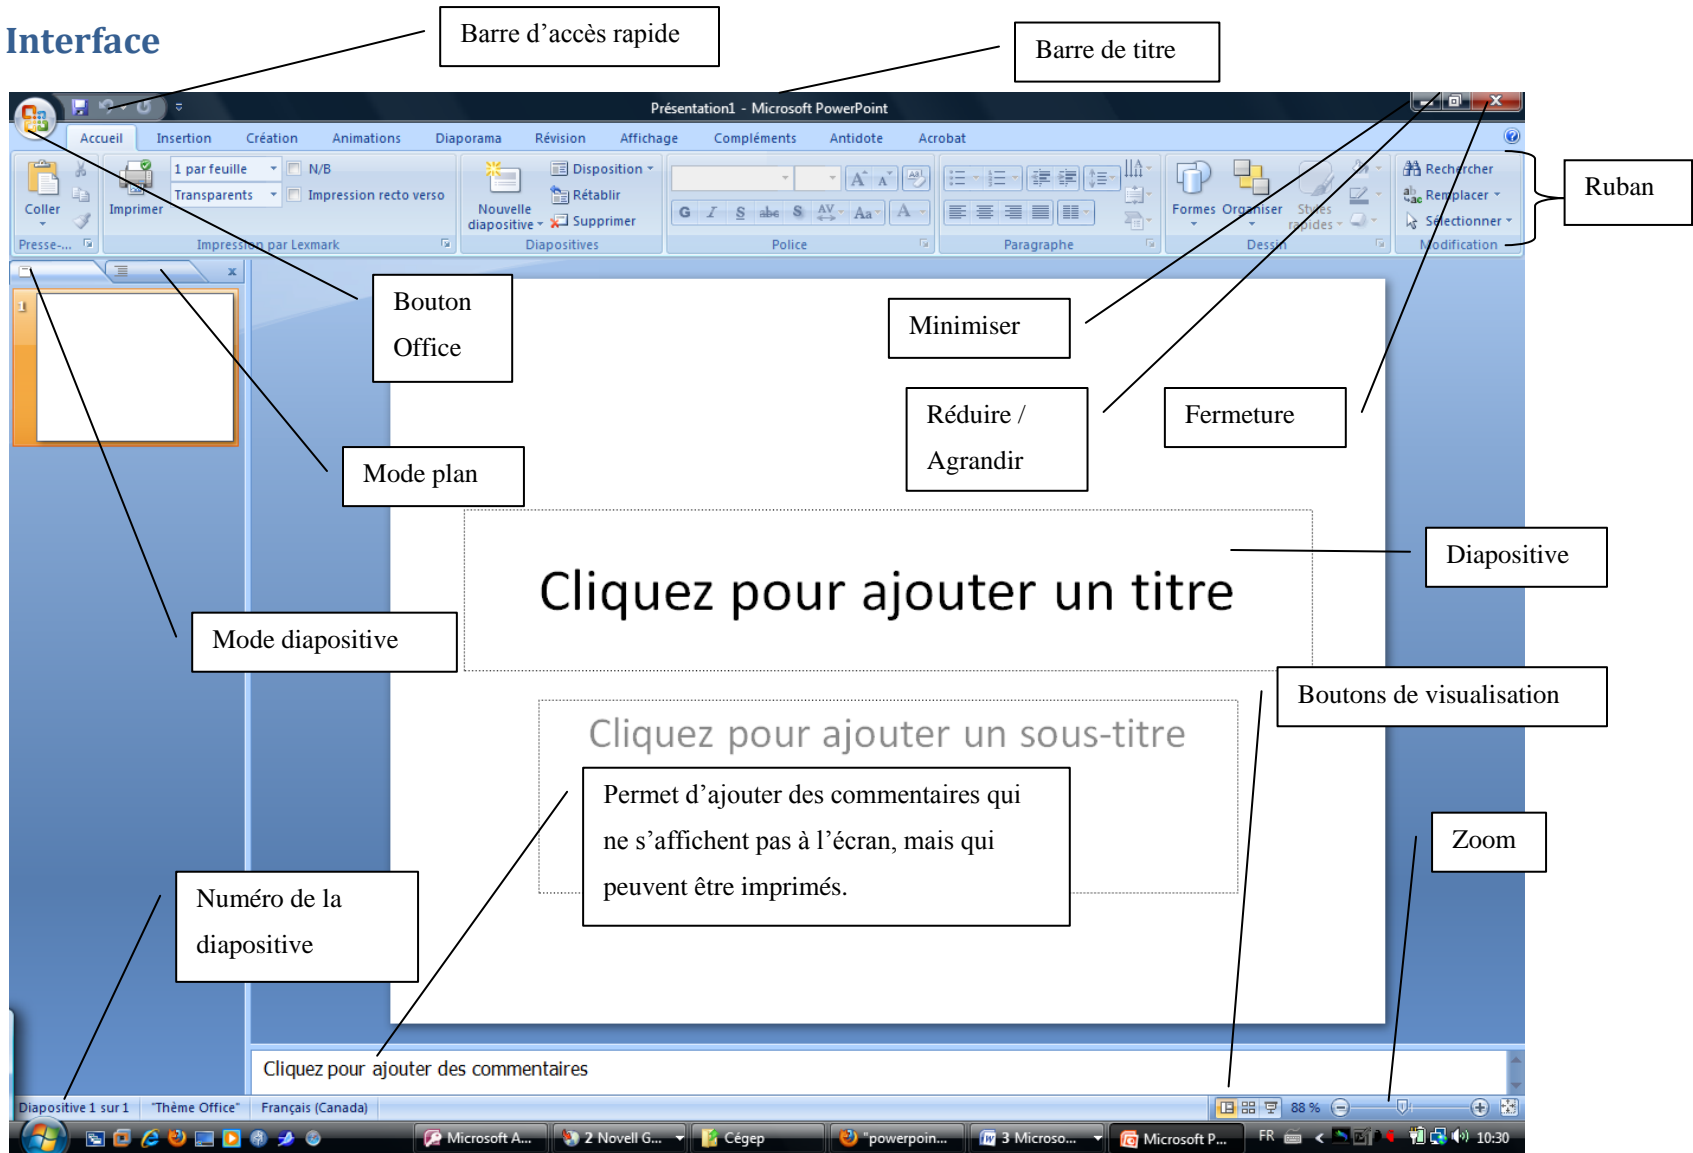 Interface
Barre d'accès rapide
Barre de titre
Présentation1 - Microsoft PowerPoint
Accueil Insertion Création Animations Diaporama Révision Affichage Compléments Antidote Acrobat
Coller
Presse-...
Imprimer
1 par feuille
Transparents
N/B
Impression recto verso
Impression par Lexmark
Nouvelle
diapositive
Disposition
Rétablir
Supprimer
Diapositives
G I S abc S AV Aa A
Police
Paragraphe
Formes Organiser Styles
rapides
Dessin
Rechercher
Remplacer
Sélectionner
Modification
Ruban
1
Bouton
Office
Minimiser
Réduire /
Agrandir
Fermeture
Mode plan
Diapositive
Cliquez pour ajouter un titre
Mode diapositive
Boutons de visualisation
Cliquez pour ajouter un sous-titre
Permet d'ajouter des commentaires qui
ne s'affichent pas à l'écran, mais qui
peuvent être imprimés.
Zoom
Numéro de la
diapositive
Cliquez pour ajouter des commentaires
Diapositive 1 sur 1 "Thème Office" Français (Canada) 88 %
Microsoft A... 2 Novell G... Cégep "powerpoin... 3 Microso... Microsoft P... FR 10:30